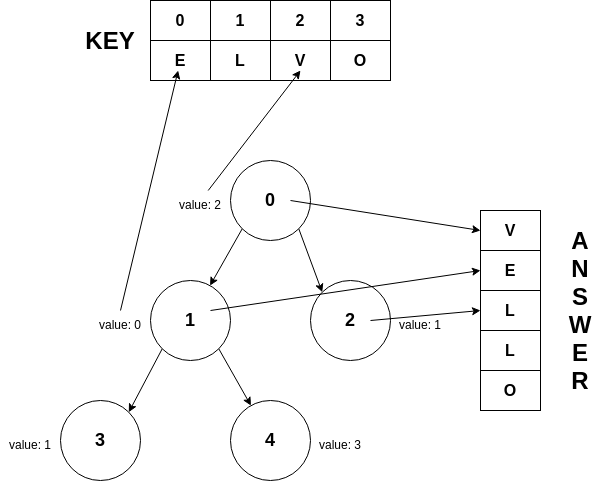 0 1 2 3
KEY
E L V O
value: 2
0
V
E
L
L
O
ANSWER
value: 0
1
2
value: 1
value: 1
3
4
value: 3